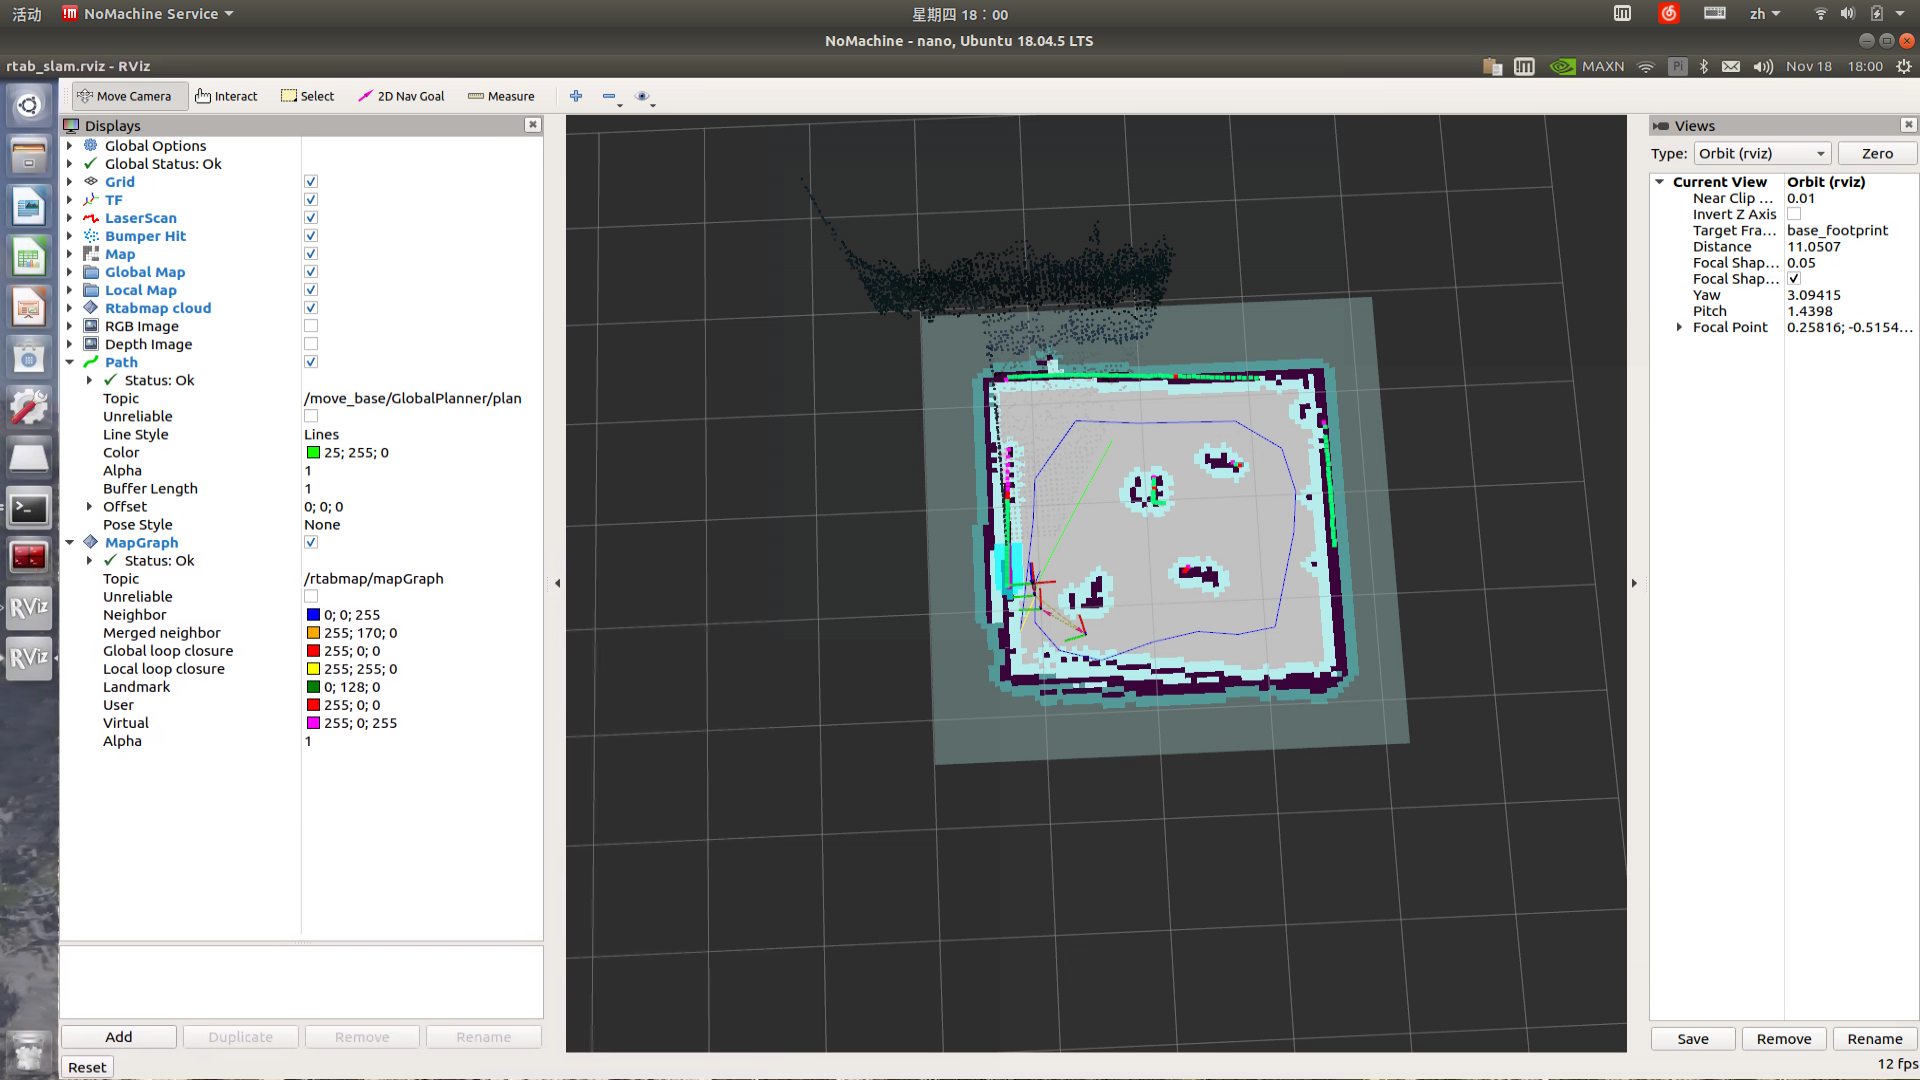 活动 NoMachine Service 星期四 18：00 zh
NoMachine - nano, Ubuntu 18.04.5 LTS
rtab_slam.rviz - RViz MAXN Pi Nov 18 18:00
Move Camera Interact Select 2D Nav Goal Measure
Displays
Global Options
Global Status: Ok
Grid
TF
LaserScan
Bumper Hit
Map
Global Map
Local Map
Rtabmap cloud
RGB Image
Depth Image
Path
Status: Ok
Topic /move_base/GlobalPlanner/plan
Unreliable
Line Style Lines
Color 25; 255; 0
Alpha 1
Buffer Length 1
Offset 0; 0; 0
Pose Style None
MapGraph
Status: Ok
Topic /rtabmap/mapGraph
Unreliable
Neighbor 0; 0; 255
Merged neighbor 255; 170; 0
Global loop closure 255; 0; 0
Local loop closure 255; 255; 0
Landmark 0; 128; 0
User 255; 0; 0
Virtual 255; 0; 255
Alpha 1
Add Duplicate Remove Rename
Reset
RViz
RViz
Views
Type: Orbit (rviz) Zero
Current View Orbit (rviz)
Near Clip ... 0.01
Invert Z Axis
Target Fra... base_footprint
Distance 11.0507
Focal Shap... 0.05
Focal Shap...
Yaw 3.09415
Pitch 1.4398
Focal Point 0.25816; -0.5154...
Save Remove Rename
12 fps